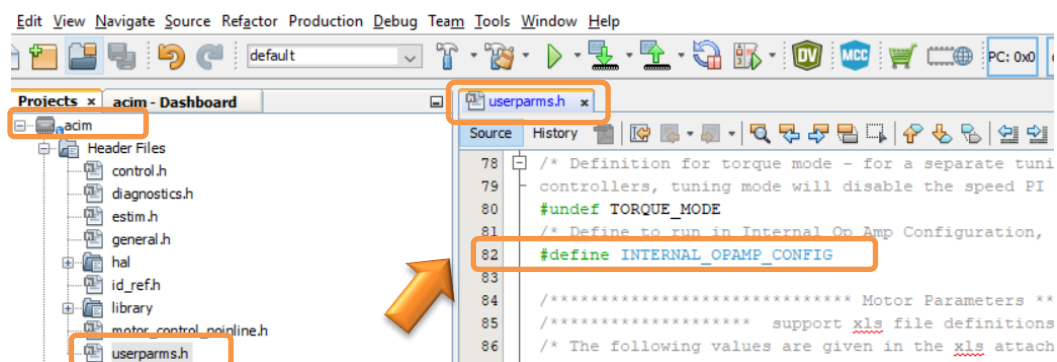 Edit View Navigate Source Refactor Production Debug Team Tools Window Help
default
DV
MCC
PC: 0x0
Projects x acim - Dashboard
userparms.h x
acim
Source History
Header Files
control.h
diagnostics.h
estim.h
general.h
hal
id_ref.h
library
motor_control_noinline.h
userparms.h
78 /* Definition for torque mode - for a separate tuni
79 controllers, tuning mode will disable the speed PI
80 #undef TORQUE_MODE
81 /* Define to run in Internal Op Amp Configuration,
82 #define INTERNAL_OPAMP_CONFIG
83
84 /****************************** Motor Parameters **
85 /******************** support xls file definitions
86 /* The following values are given in the xls attach